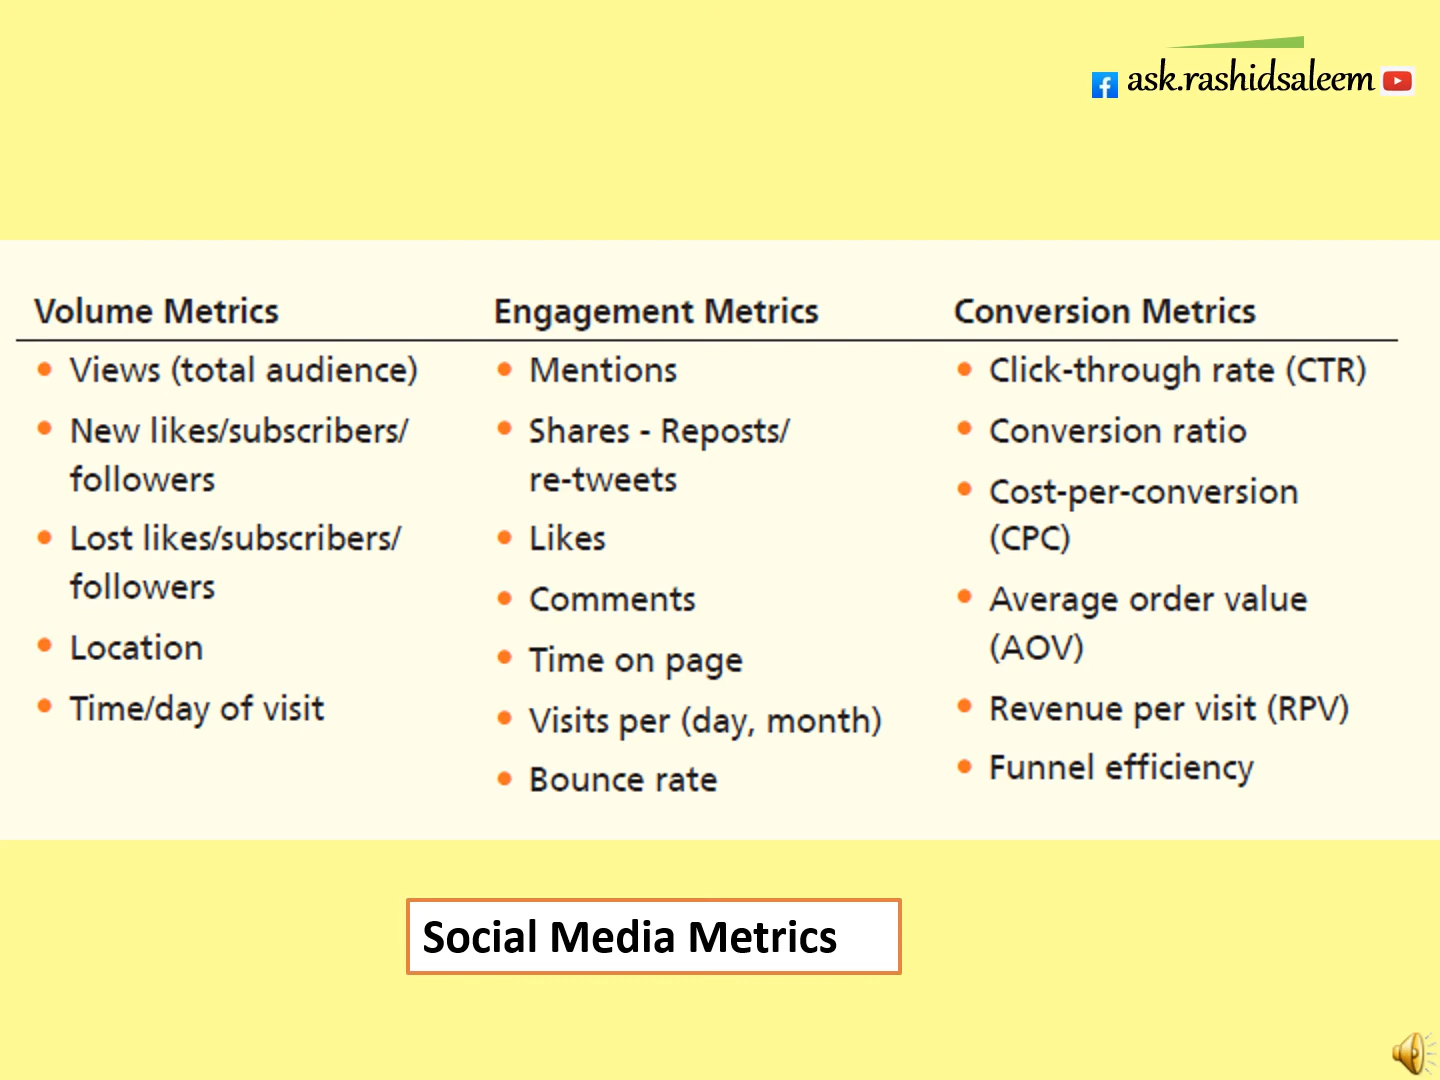 ask.rashidsaleem
Volume Metrics
• Views (total audience)
• New likes/subscribers/
followers
• Lost likes/subscribers/
followers
• Location
• Time/day of visit
Engagement Metrics
• Mentions
• Shares - Reposts/
re-tweets
• Likes
• Comments
• Time on page
• Visits per (day, month)
• Bounce rate
Conversion Metrics
• Click-through rate (CTR)
• Conversion ratio
• Cost-per-conversion
(CPC)
• Average order value
(AOV)
• Revenue per visit (RPV)
• Funnel efficiency
Social Media Metrics